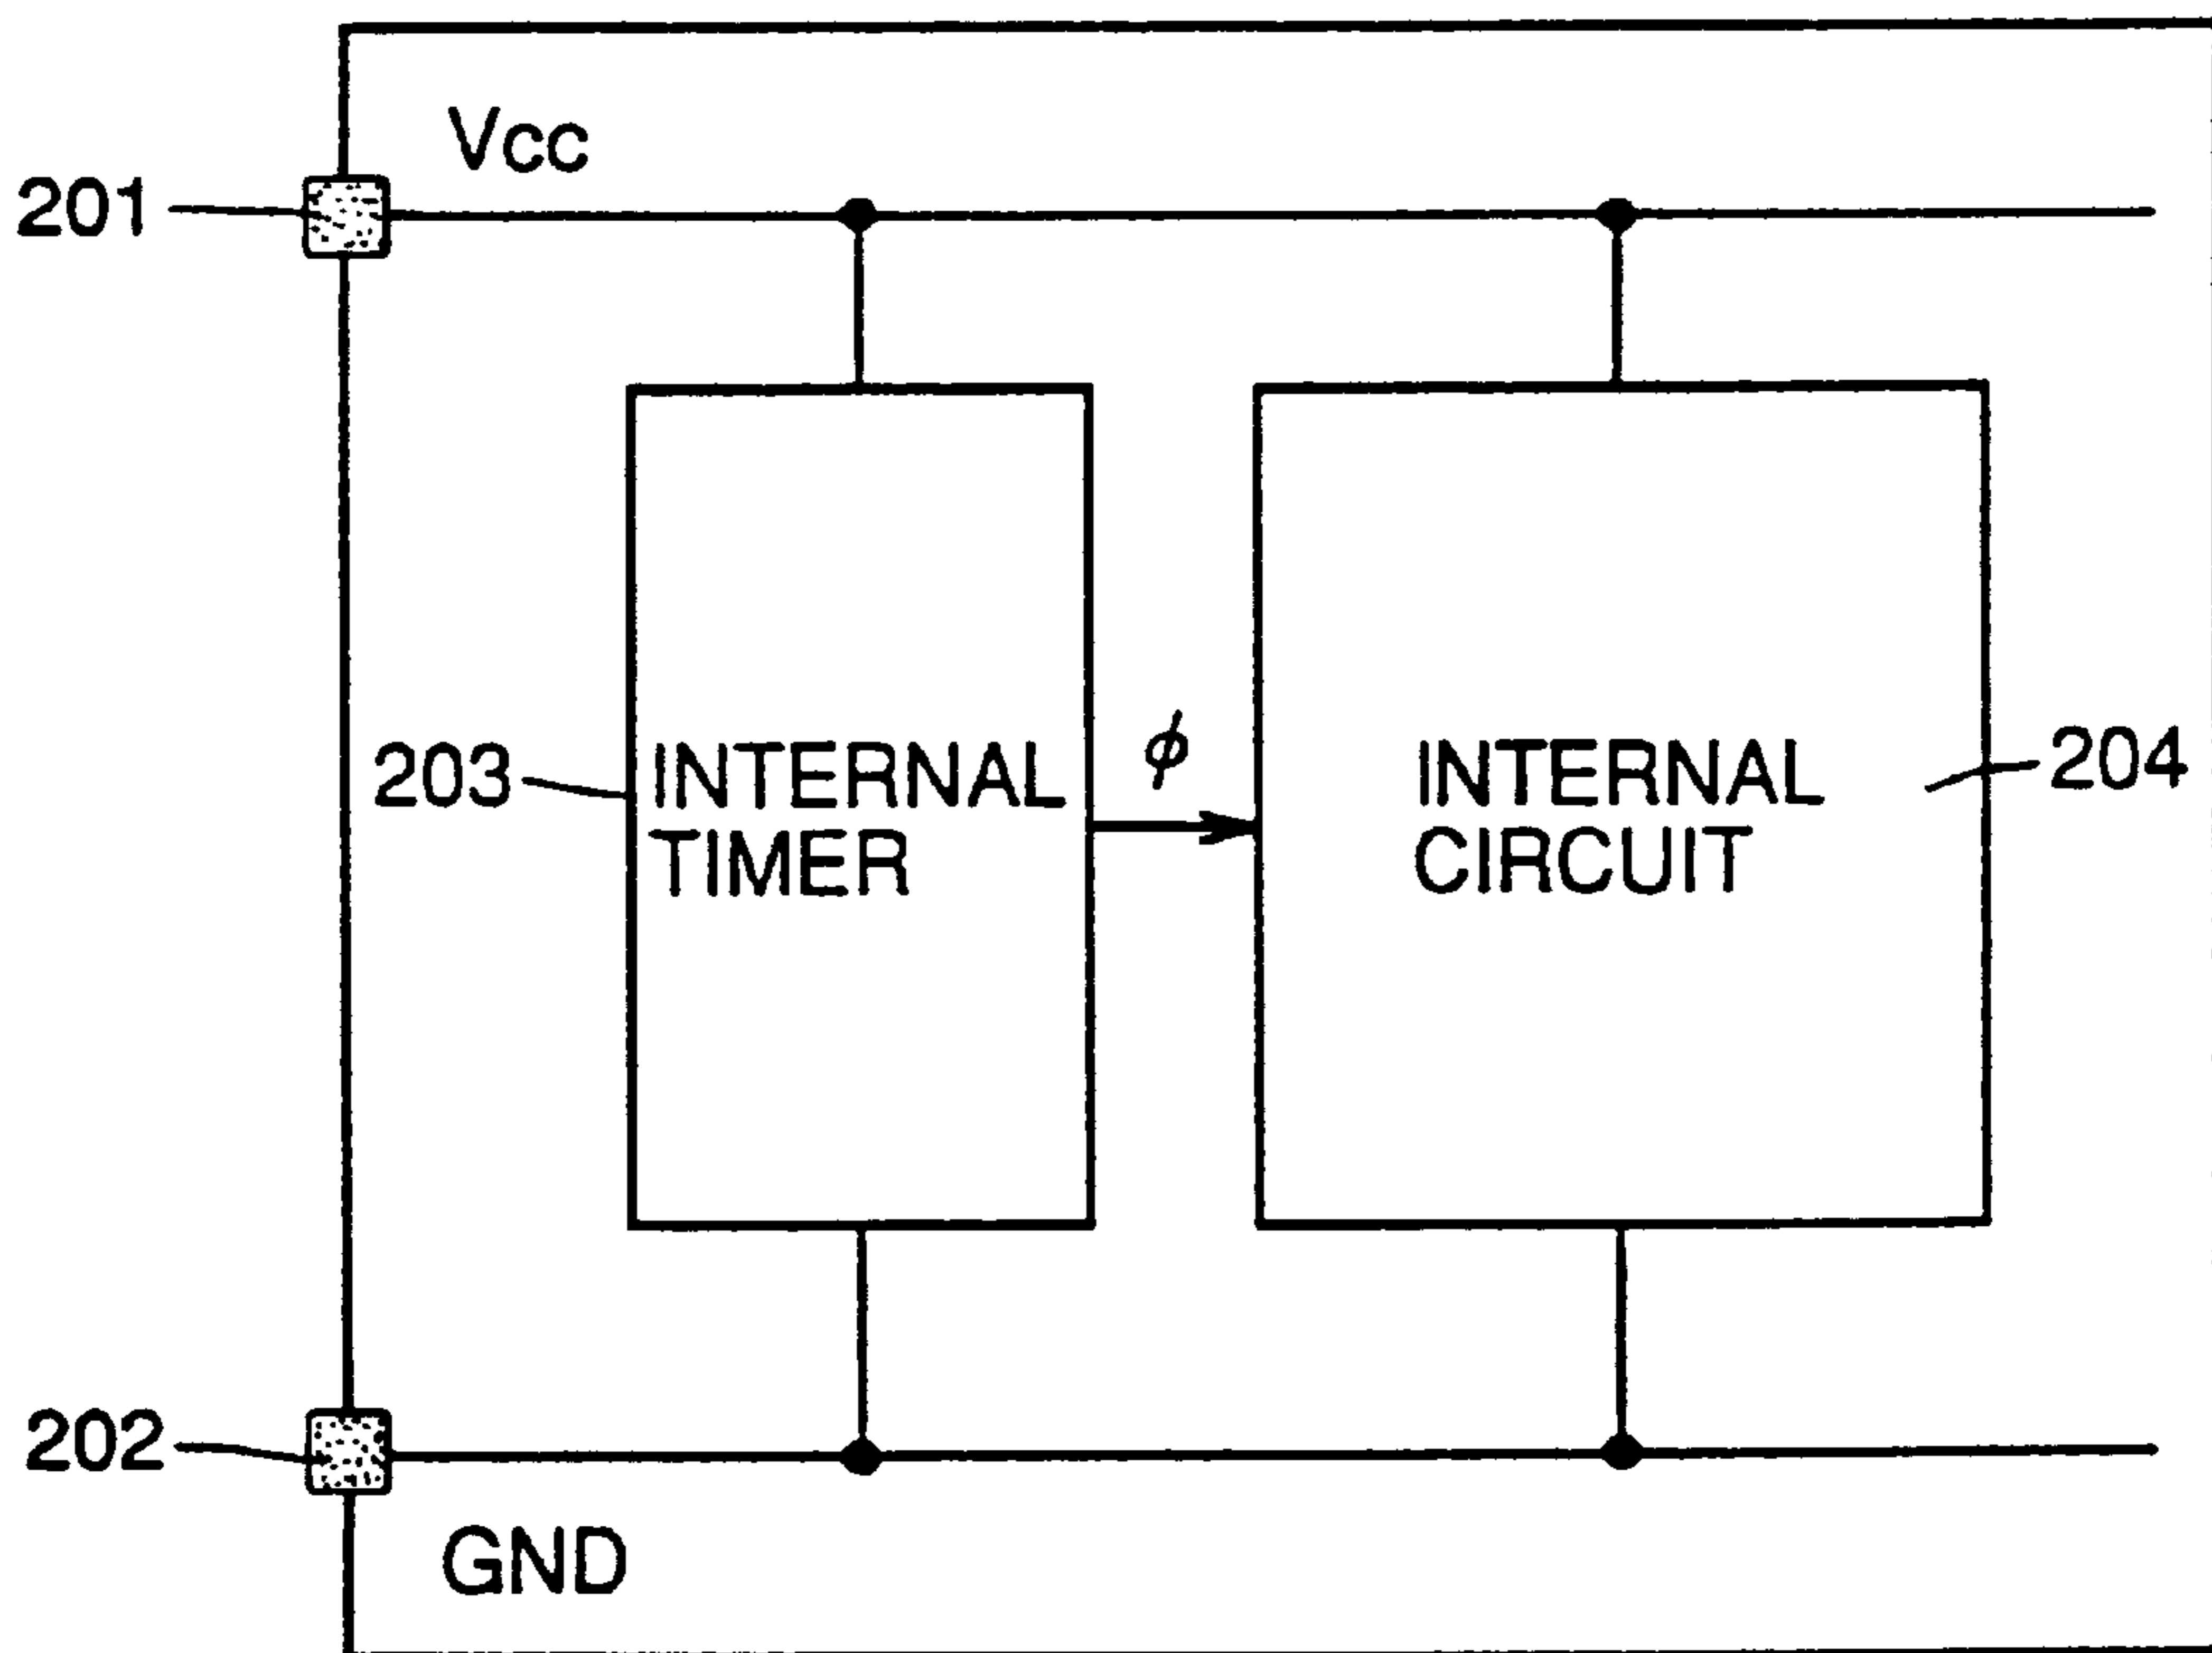 Vcc
201
203
INTERNAL
TIMER
ϕ
INTERNAL
CIRCUIT
204
202
GND